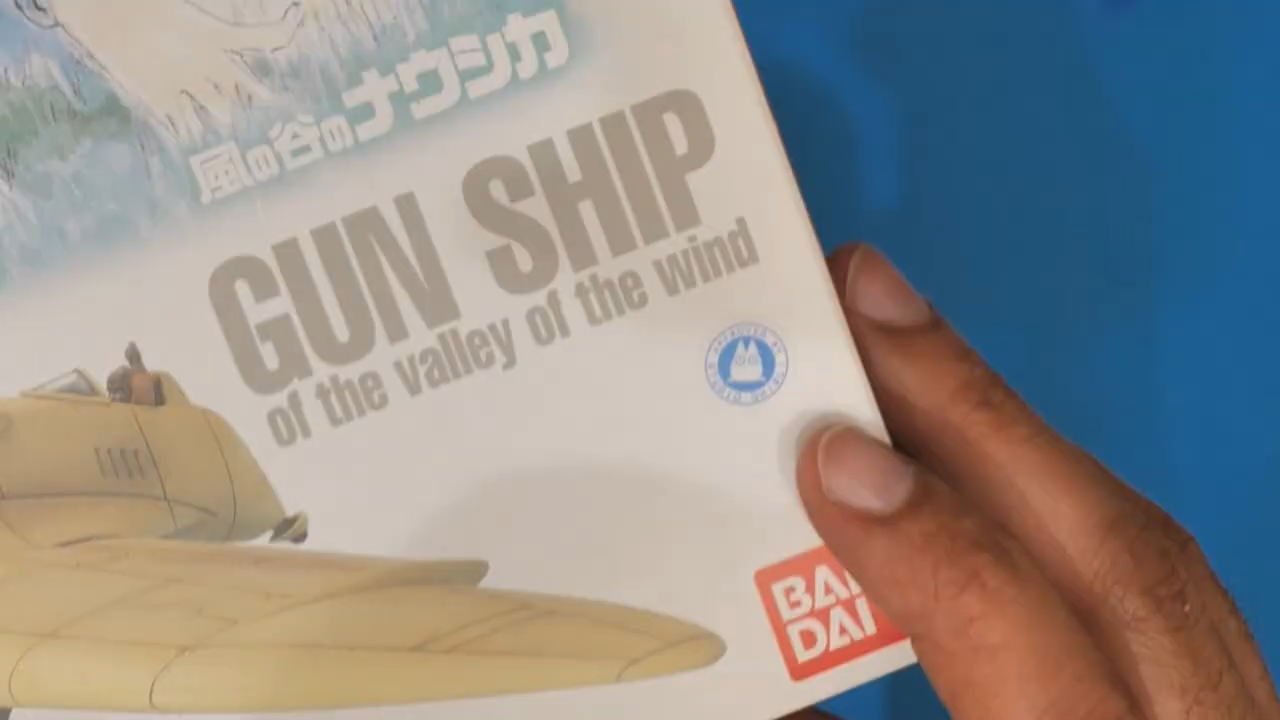 風の谷のナウシカ
GUN SHIP
of the valley of the wind
BAN
DAI